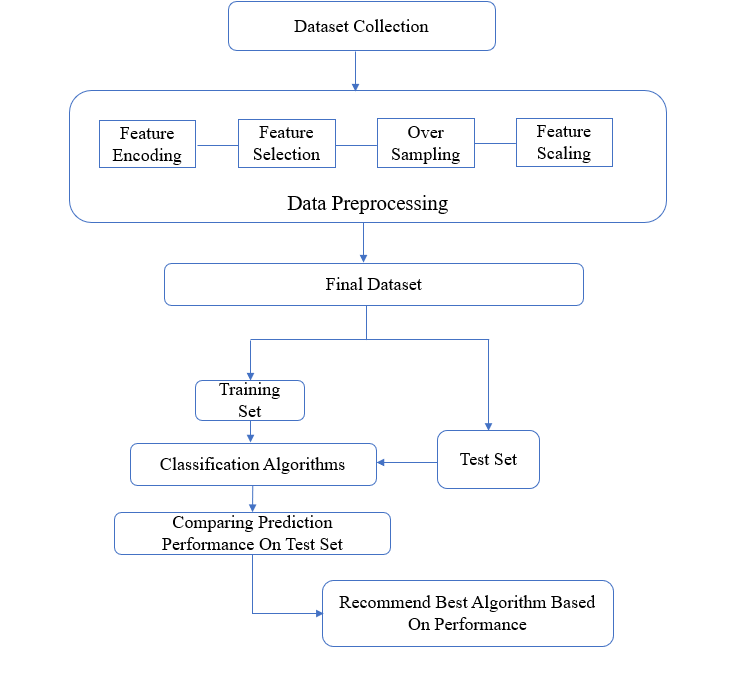 Dataset Collection
Feature
Encoding
Feature
Selection
Over
Sampling
Feature
Scaling
Data Preprocessing
Final Dataset
Training
Set
Classification Algorithms
Test Set
Comparing Prediction
Performance On Test Set
Recommend Best Algorithm Based
On Performance